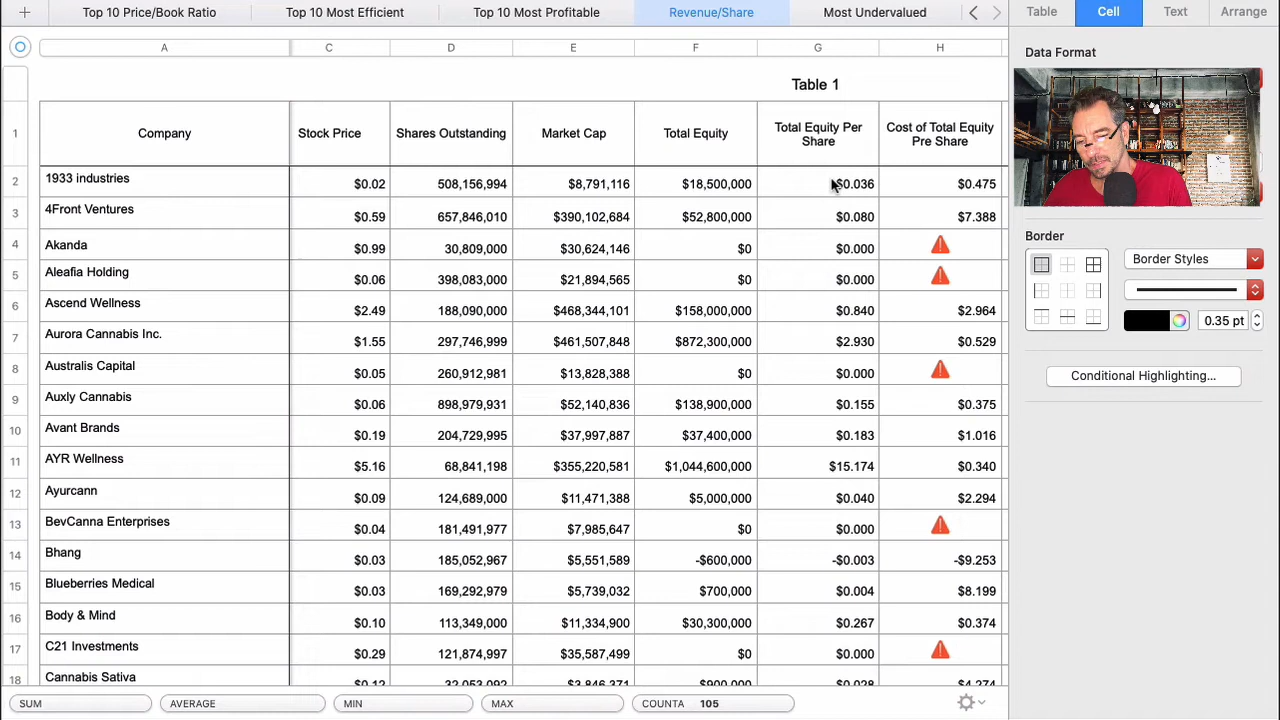 Top 10 Price/Book Ratio Top 10 Most Efficient Top 10 Most Profitable Revenue/Share Most Undervalued Table Cell Text Arrange
A C D E F G H
Data Format
Table 1
1 Company Stock Price Shares Outstanding Market Cap Total Equity Total Equity Per Share Cost of Total Equity Pre Share
2 1933 industries $0.02 508,156,994 $8,791,116 $18,500,000 $0.036 $0.475
3 4Front Ventures $0.59 657,846,010 $390,102,684 $52,800,000 $0.080 $7.388
4 Akanda $0.99 30,809,000 $30,624,146 $0 $0.000
5 Aleafia Holding $0.06 398,083,000 $21,894,565 $0 $0.000
6 Ascend Wellness $2.49 188,090,000 $468,344,101 $158,000,000 $0.840 $2.964
7 Aurora Cannabis Inc. $1.55 297,746,999 $461,507,848 $872,300,000 $2.930 $0.529
8 Australis Capital $0.05 260,912,981 $13,828,388 $0 $0.000
9 Auxly Cannabis $0.06 898,979,931 $52,140,836 $138,900,000 $0.155 $0.375
10 Avant Brands $0.19 204,729,995 $37,997,887 $37,400,000 $0.183 $1.016
11 AYR Wellness $5.16 68,841,198 $355,220,581 $1,044,600,000 $15.174 $0.340
12 Ayurcann $0.09 124,689,000 $11,471,388 $5,000,000 $0.040 $2.294
13 BevCanna Enterprises $0.04 181,491,977 $7,985,647 $0 $0.000
14 Bhang $0.03 185,052,967 $5,551,589 -$600,000 -$0.003 -$9.253
15 Blueberries Medical $0.03 169,292,979 $5,739,032 $700,000 $0.004 $8.199
16 Body & Mind $0.10 113,349,000 $11,334,900 $30,300,000 $0.267 $0.374
17 C21 Investments $0.29 121,874,997 $35,587,499 $0 $0.000
18 Cannabis Sativa $0.12 32,053,092 $3,846,371 $900,000 $0.028 $4.274
SUM AVERAGE MIN MAX COUNTA 105
Border
Border Styles
0.35 pt
Conditional Highlighting...